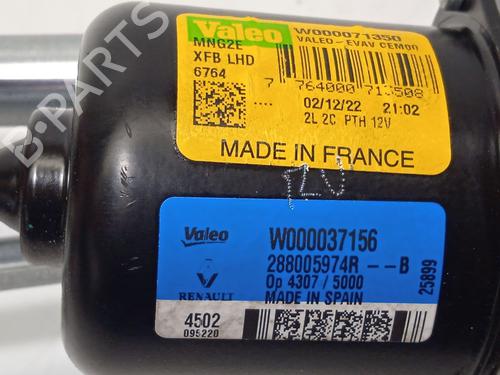 Valeo W000071350
MNG2E VALEO-EVAV CEM00
XFB LHD
6764 7 764000 713508
02/12/22 21:02
2L 2C PTH 12V
MADE IN FRANCE
Valeo W000037156
288005974R--B
Op 4307 / 5000
RENAULT MADE IN SPAIN
25899
4502
095220
B-PARTS